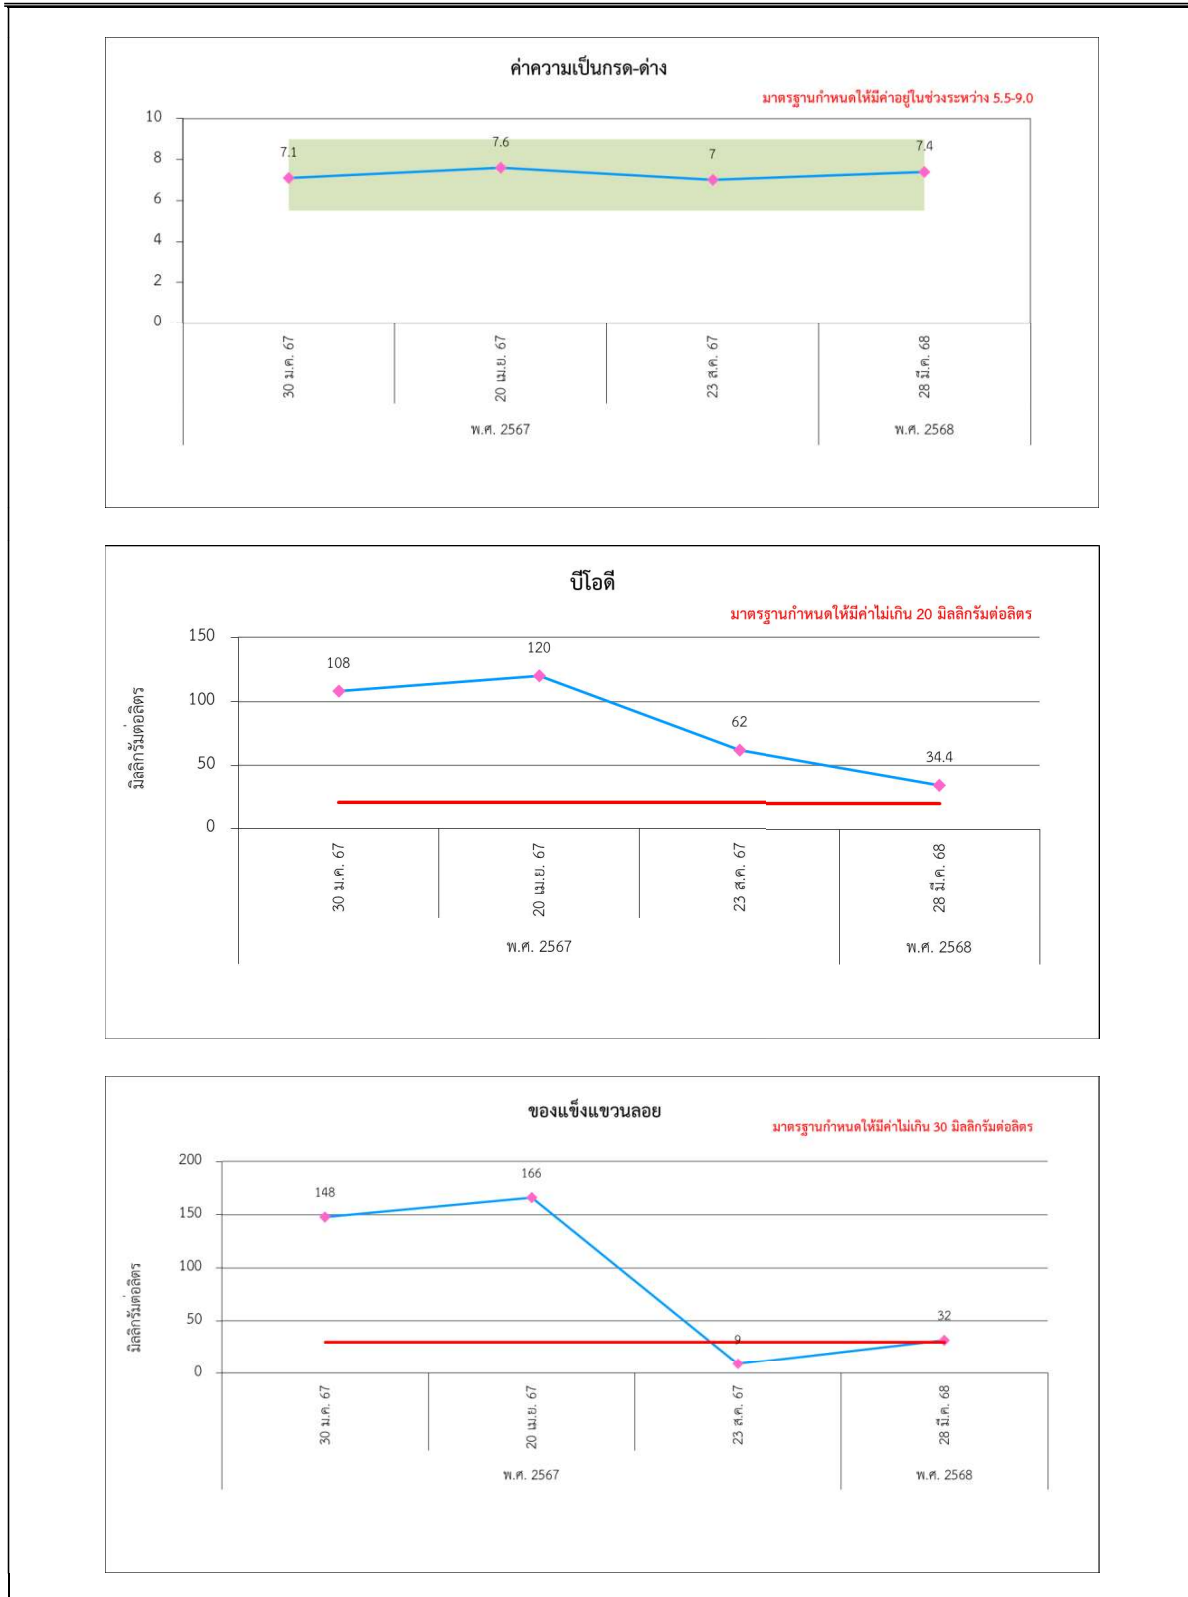 ค่าความเป็นกรด-ด่าง
มาตรฐานกำหนดให้มีค่าอยู่ในช่วงระหว่าง 5.5-9.0
10
8
6
4
2
0
7.1
7.6
7
7.4
30 ม.ค. 67
20 เม.ย. 67
23 ส.ค. 67
28 มี.ค. 68
พ.ศ. 2567
พ.ศ. 2568
บีโอดี
มาตรฐานกำหนดให้มีค่าไม่เกิน 20 มิลลิกรัมต่อลิตร
มิลลิกรัมต่อลิตร
150
100
50
0
108
120
62
34.4
30 ม.ค. 67
20 เม.ย. 67
23 ส.ค. 67
28 มี.ค. 68
พ.ศ. 2567
พ.ศ. 2568
ของแข็งแขวนลอย
มาตรฐานกำหนดให้มีค่าไม่เกิน 30 มิลลิกรัมต่อลิตร
มิลลิกรัมต่อลิตร
200
150
100
50
0
148
166
9
32
30 ม.ค. 67
20 เม.ย. 67
23 ส.ค. 67
28 มี.ค. 68
พ.ศ. 2567
พ.ศ. 2568